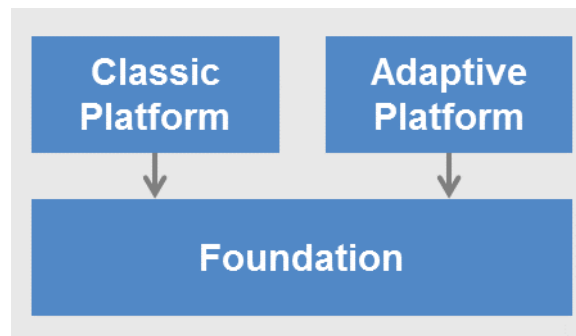 Classic
Platform
Adaptive
Platform
Foundation